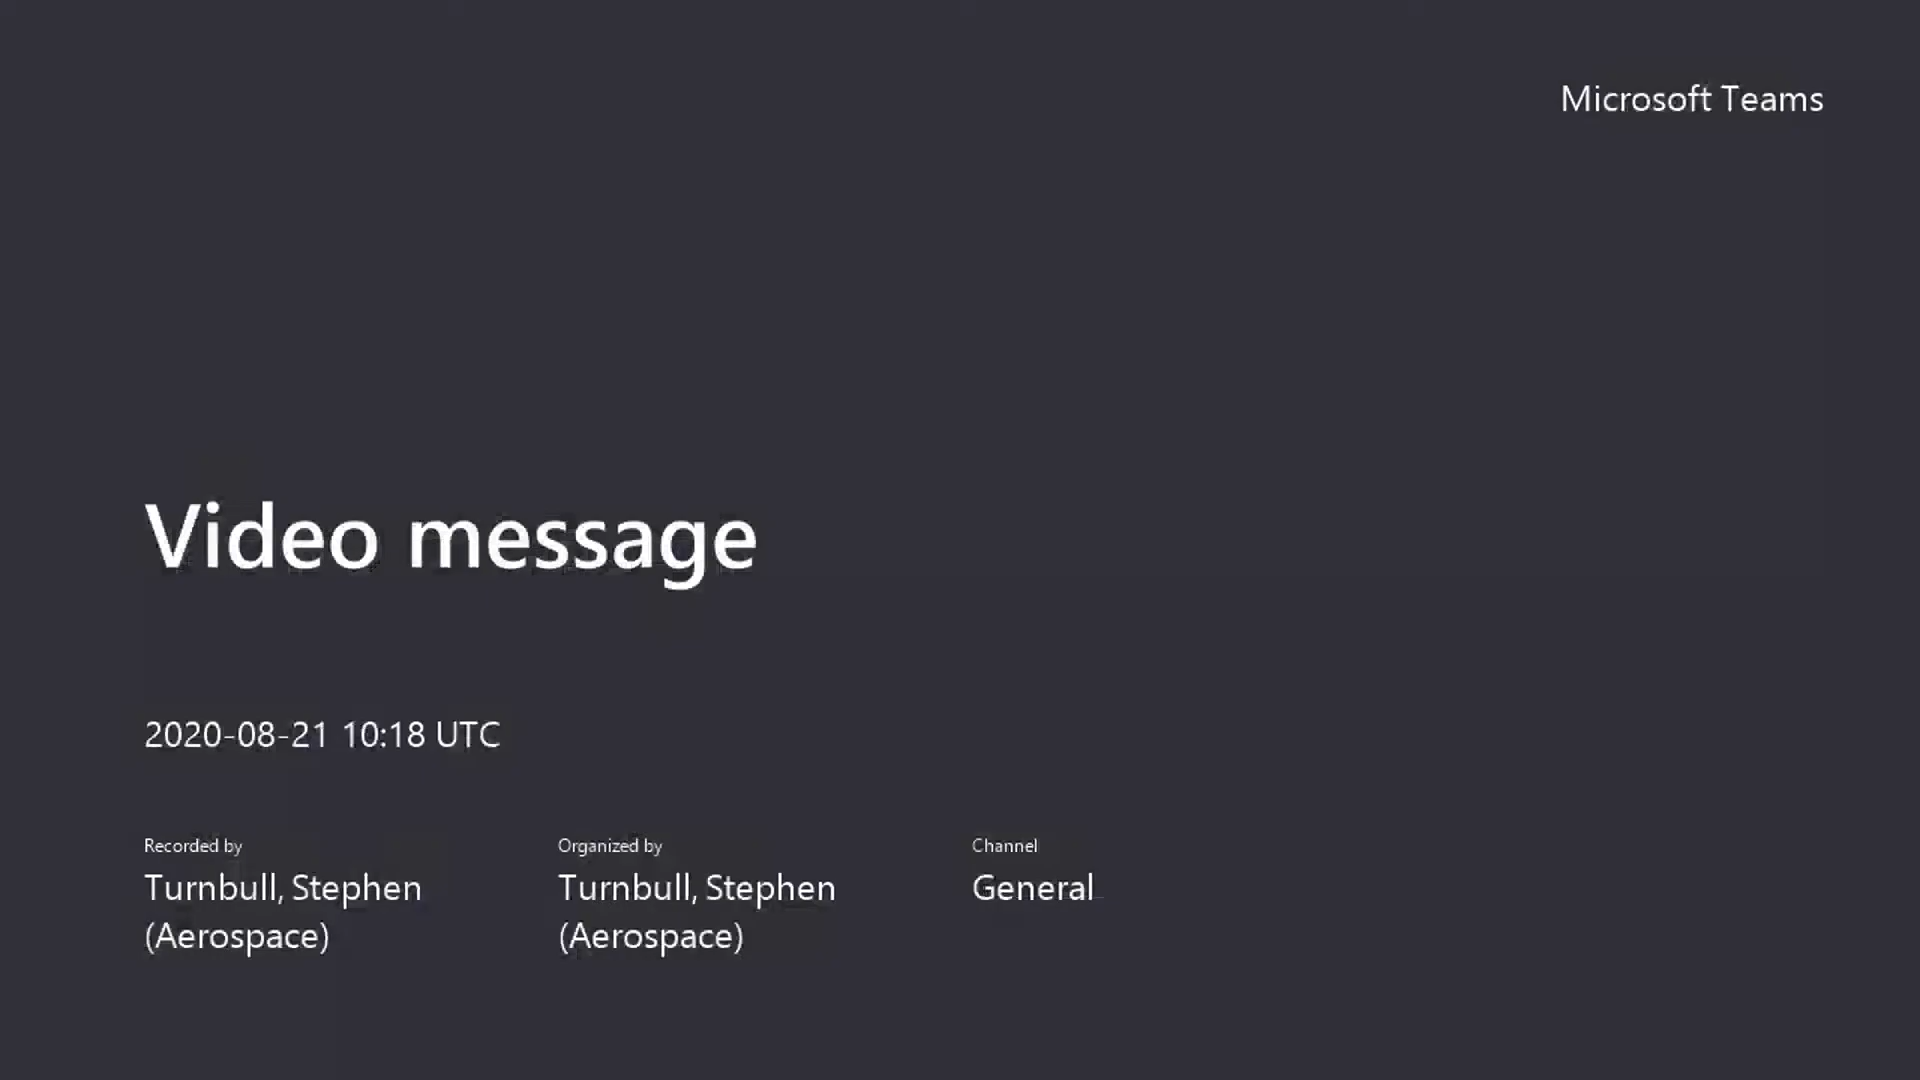 Microsoft Teams
Video message
2020-08-21 10:18 UTC
Recorded by
Turnbull, Stephen
(Aerospace)
Organized by
Turnbull, Stephen
(Aerospace)
Channel
General